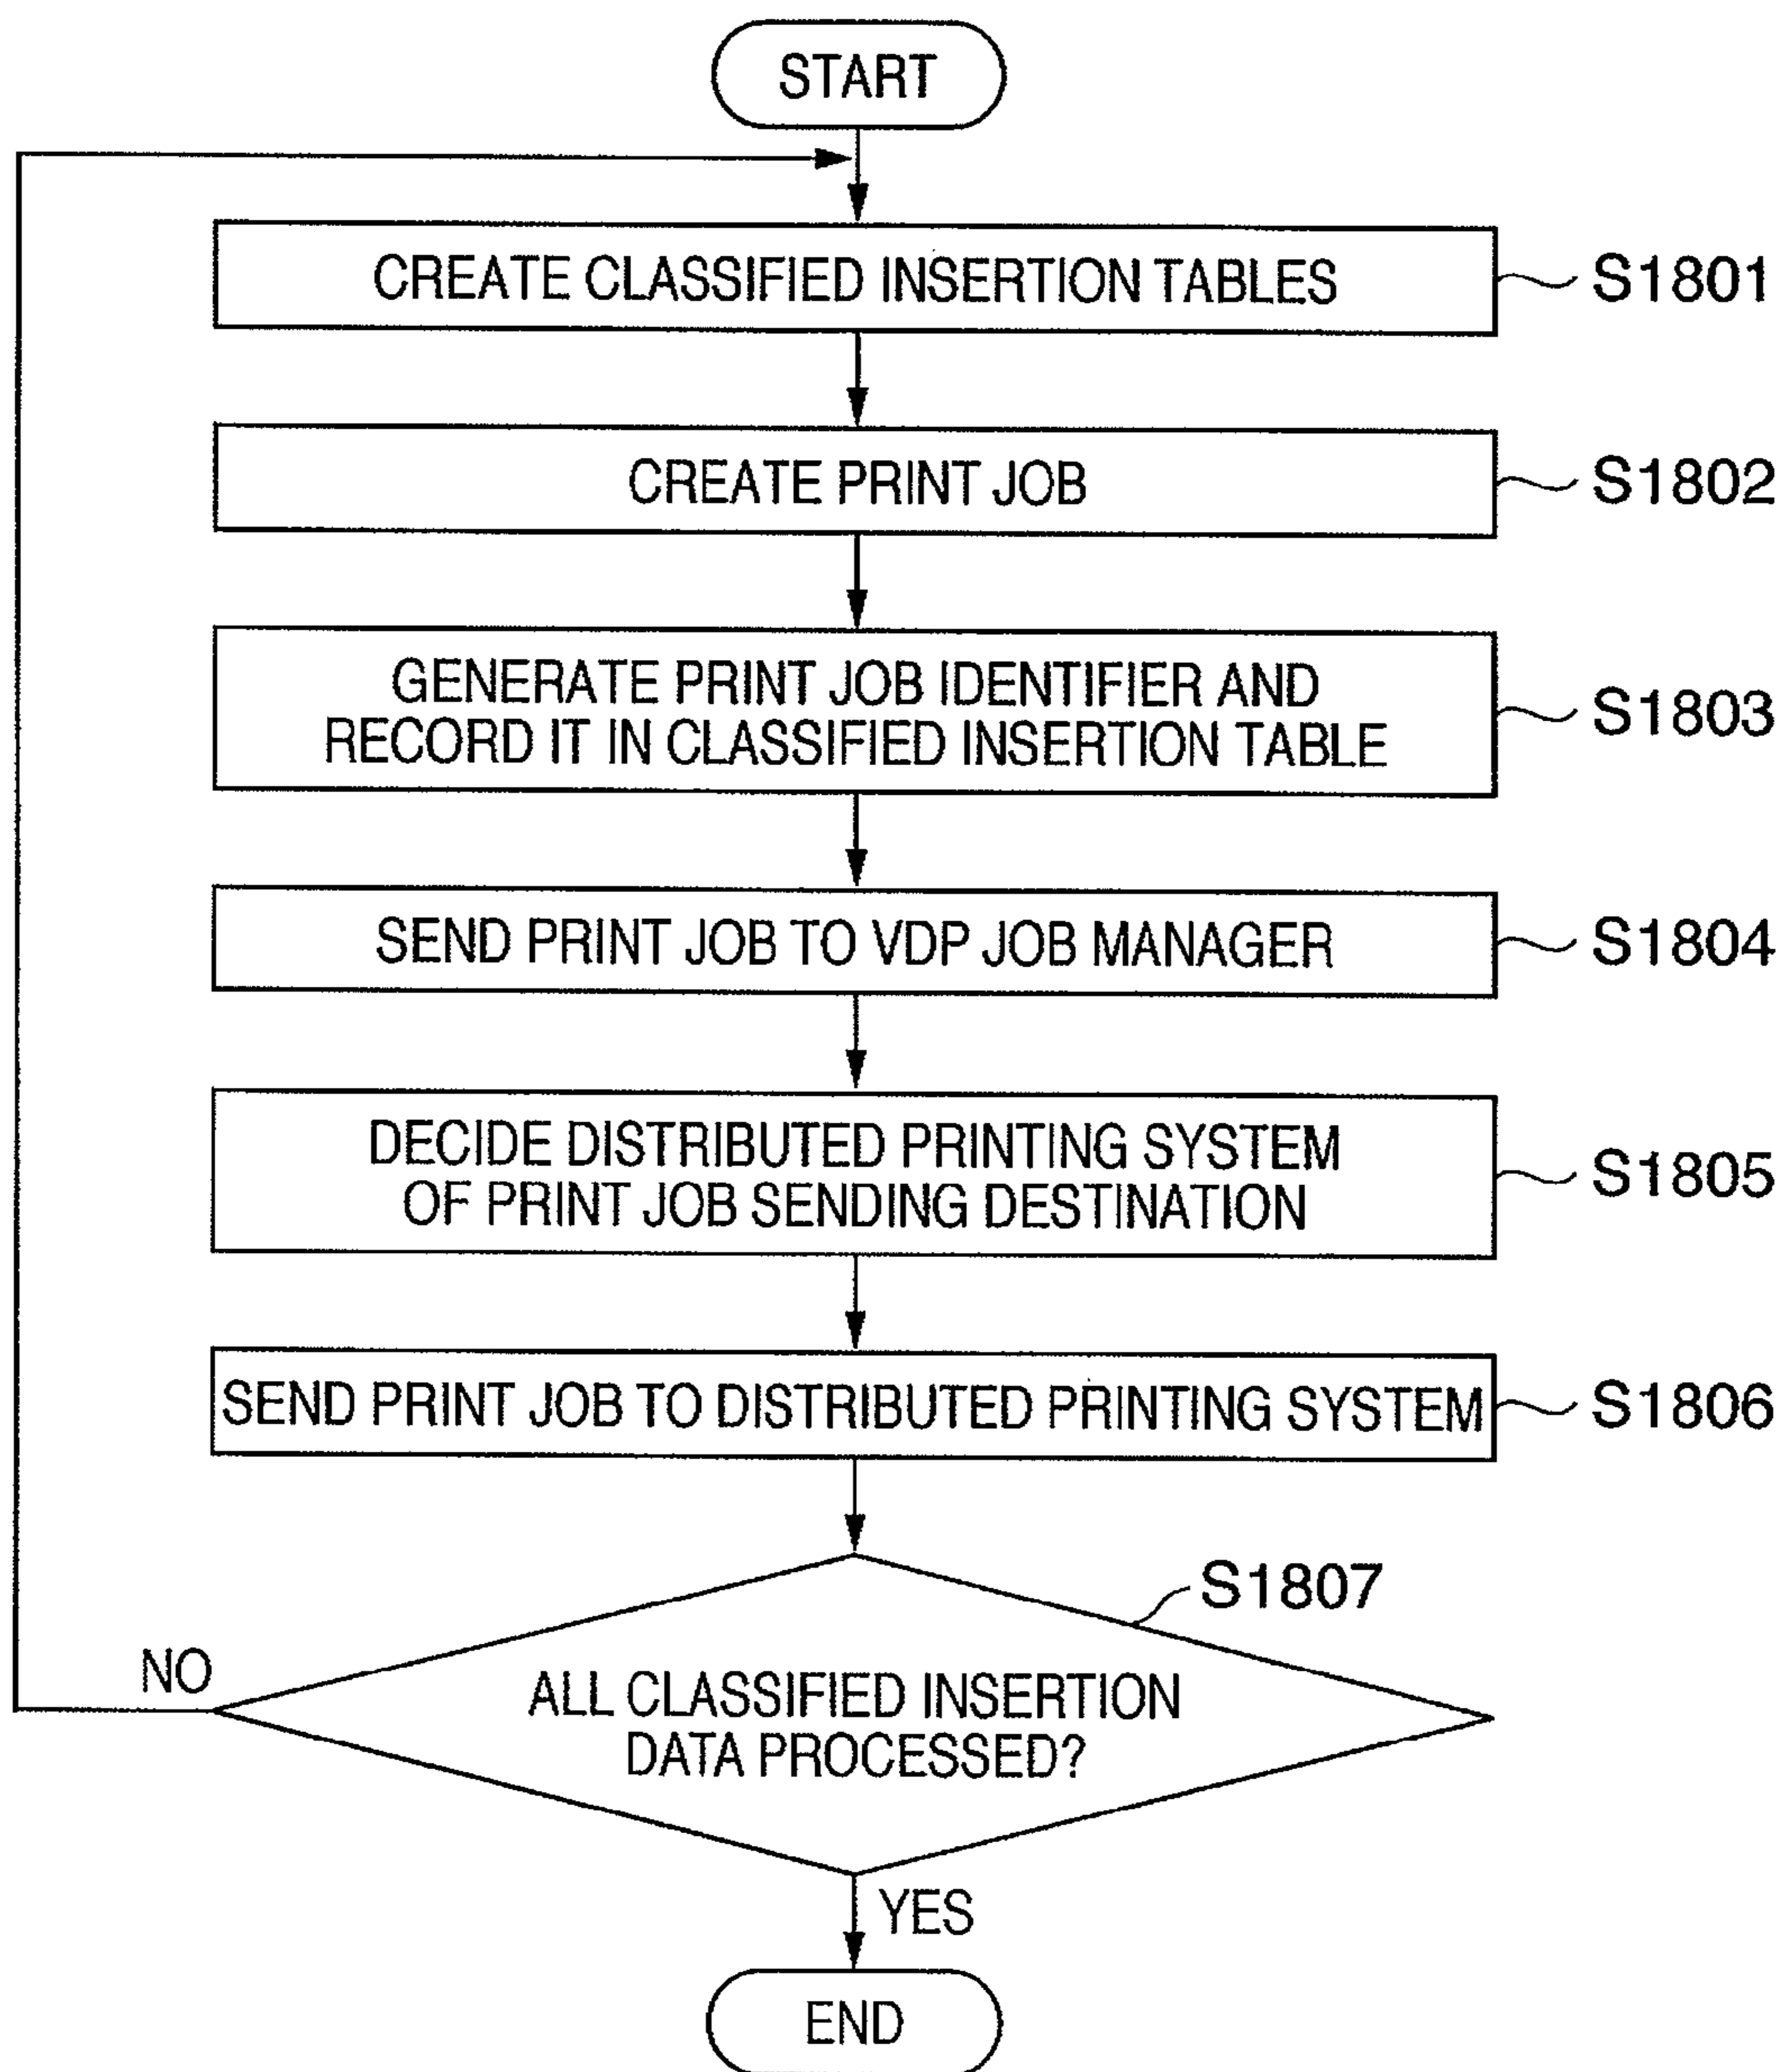 START
CREATE CLASSIFIED INSERTION TABLES
S1801
CREATE PRINT JOB
S1802
GENERATE PRINT JOB IDENTIFIER AND
RECORD IT IN CLASSIFIED INSERTION TABLE
S1803
SEND PRINT JOB TO VDP JOB MANAGER
S1804
DECIDE DISTRIBUTED PRINTING SYSTEM
OF PRINT JOB SENDING DESTINATION
S1805
SEND PRINT JOB TO DISTRIBUTED PRINTING SYSTEM
S1806
S1807
NO
ALL CLASSIFIED INSERTION
DATA PROCESSED?
YES
END